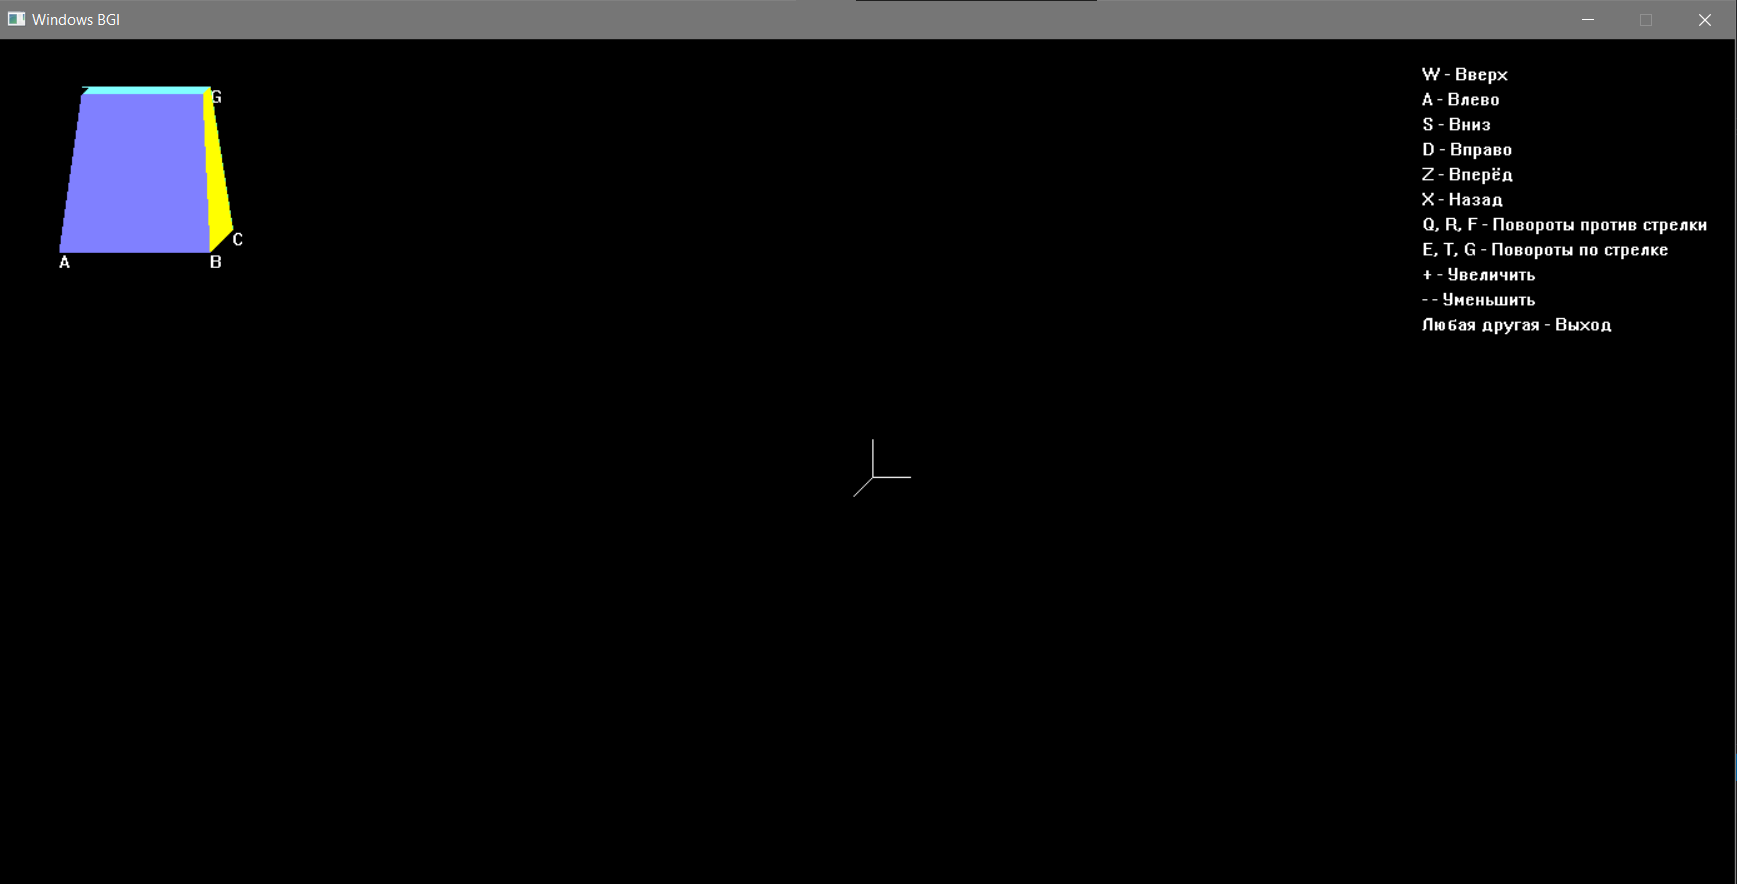 Windows BGI
G
C
A
B
W - Вверх
A - Влево
S - Вниз
D - Вправо
Z - Вперёд
X - Назад
Q, R, F - Повороты против стрелки
E, T, G - Повороты по стрелке
+ - Увеличить
- - Уменьшить
Любая другая - Выход